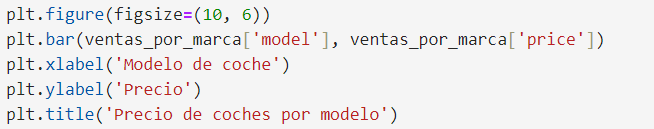 plt.figure(figsize=(10, 6))
plt.bar(ventas_por_marca['model'], ventas_por_marca['price'])
plt.xlabel('Modelo de coche')
plt.ylabel('Precio')
plt.title('Precio de coches por modelo')